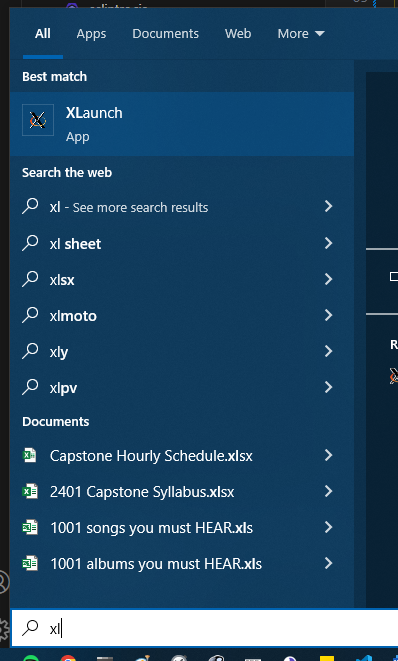 All Apps Documents Web More
Best match
XLaunch
App
Search the web
xl - See more search results
xl sheet
xlsx
xlmoto
xly
xlpv
Documents
Capstone Hourly Schedule.xlsx
2401 Capstone Syllabus.xlsx
1001 songs you must HEAR.xls
1001 albums you must HEAR.xls
xl